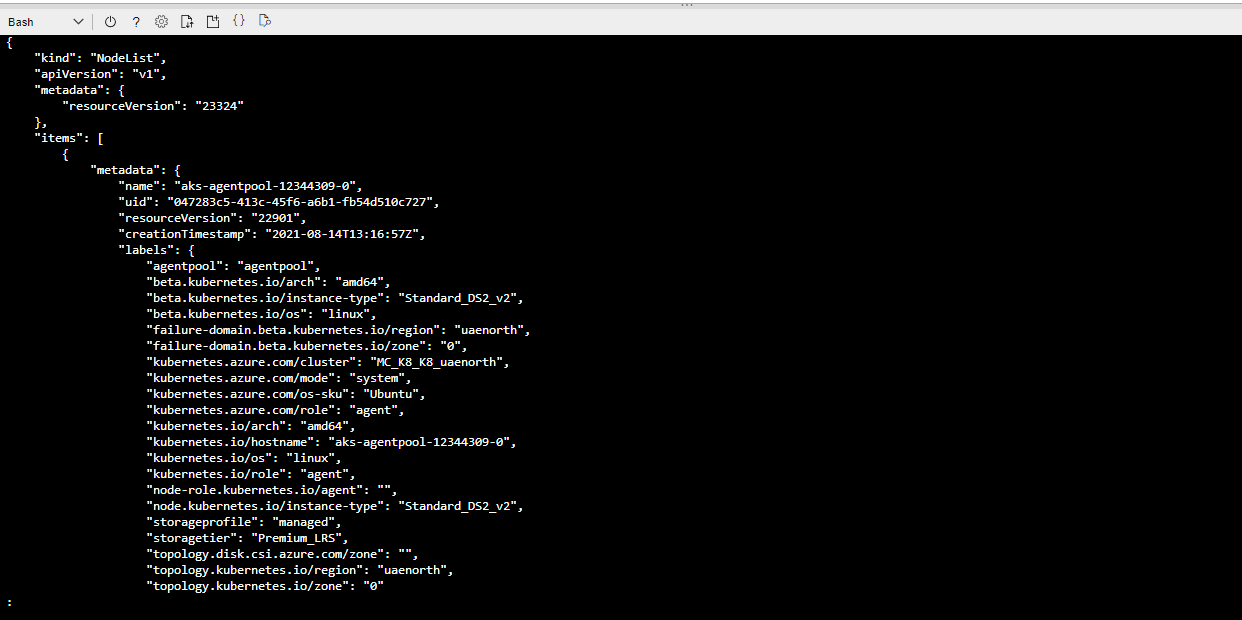 Bash
?
{}
{
"kind": "NodeList",
"apiVersion": "v1",
"metadata": {
"resourceVersion": "23324"
},
"items": [
{
"metadata": {
"name": "aks-agentpool-12344309-0",
"uid": "047283c5-413c-45f6-a6b1-fb54d510c727",
"resourceVersion": "22901",
"creationTimestamp": "2021-08-14T13:16:57Z",
"labels": {
"agentpool": "agentpool",
"beta.kubernetes.io/arch": "amd64",
"beta.kubernetes.io/instance-type": "Standard_DS2_v2",
"beta.kubernetes.io/os": "linux",
"failure-domain.beta.kubernetes.io/region": "uaenorth",
"failure-domain.beta.kubernetes.io/zone": "0",
"kubernetes.azure.com/cluster": "MC_K8_K8_uaenorth",
"kubernetes.azure.com/mode": "system",
"kubernetes.azure.com/os-sku": "Ubuntu",
"kubernetes.azure.com/role": "agent",
"kubernetes.io/arch": "amd64",
"kubernetes.io/hostname": "aks-agentpool-12344309-0",
"kubernetes.io/os": "linux",
"kubernetes.io/role": "agent",
"node-role.kubernetes.io/agent": "",
"node.kubernetes.io/instance-type": "Standard_DS2_v2",
"storageprofile": "managed",
"storagetier": "Premium_LRS",
"topology.disk.csi.azure.com/zone": "",
"topology.kubernetes.io/region": "uaenorth",
"topology.kubernetes.io/zone": "0"
: